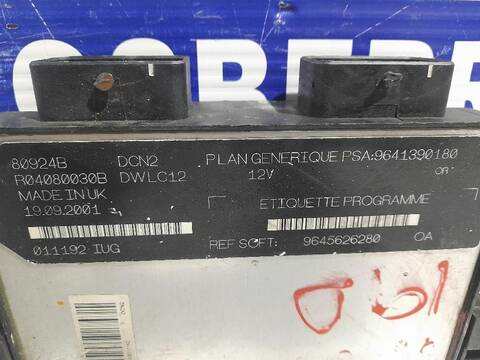 80924B DCN2 PLAN GENERIQUE PSA:9641390180
R04080030B DWLC12 12V OR
MADE IN UK
19.09.2001 ETIQUETTE PROGRAMME
011192 IUG REF SOFT: 9645626280 OA